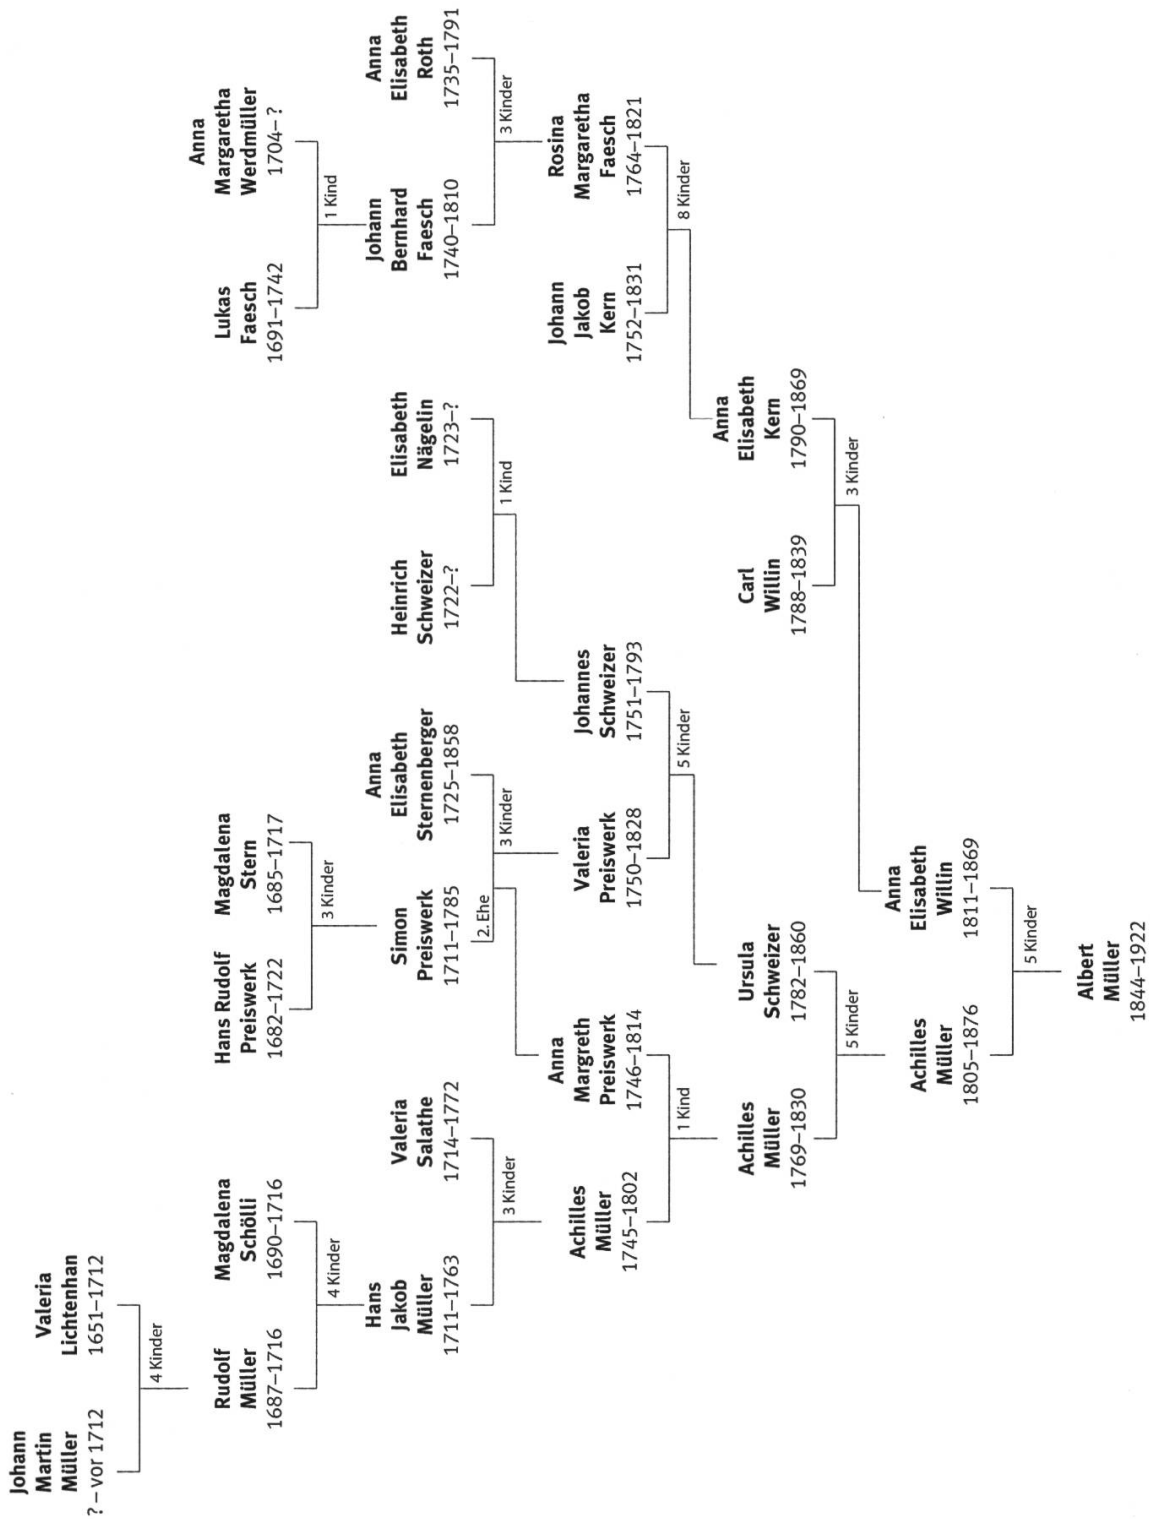 Johann
Martin
Müller
? – vor 1712
Valeria
Lichtenhan
1651–1712
4 Kinder
Rudolf
Müller
1687–1716
Magdalena
Schölli
1690–1716
4 Kinder
Hans Rudolf
Preiswerk
1682–1722
Magdalena
Stern
1685–1717
3 Kinder
Lukas
Faesch
1691–1742
Anna
Margaretha
Werdmüller
1704–?
1 Kind
Hans
Jakob
Müller
1711–1763
Valeria
Salathe
1714–1772
3 Kinder
Simon
Preiswerk
1711–1785
2. Ehe
Anna
Elisabeth
Sternenberger
1725–1858
3 Kinder
Heinrich
Schweizer
1722–?
Elisabeth
Nägelin
1723–?
1 Kind
Johann
Bernhard
Faesch
1740–1810
Anna
Elisabeth
Roth
1735–1791
3 Kinder
Achilles
Müller
1745–1802
Anna
Margreth
Preiswerk
1746–1814
1 Kind
Valeria
Preiswerk
1750–1828
Johannes
Schweizer
1751–1793
5 Kinder
Johann
Jakob
Kern
1752–1831
Rosina
Margaretha
Faesch
1764–1821
8 Kinder
Achilles
Müller
1769–1830
Ursula
Schweizer
1782–1860
5 Kinder
Carl
Willin
1788–1839
Anna
Elisabeth
Kern
1790–1869
3 Kinder
Achilles
Müller
1805–1876
Anna
Elisabeth
Willin
1811–1869
5 Kinder
Albert
Müller
1844–1922